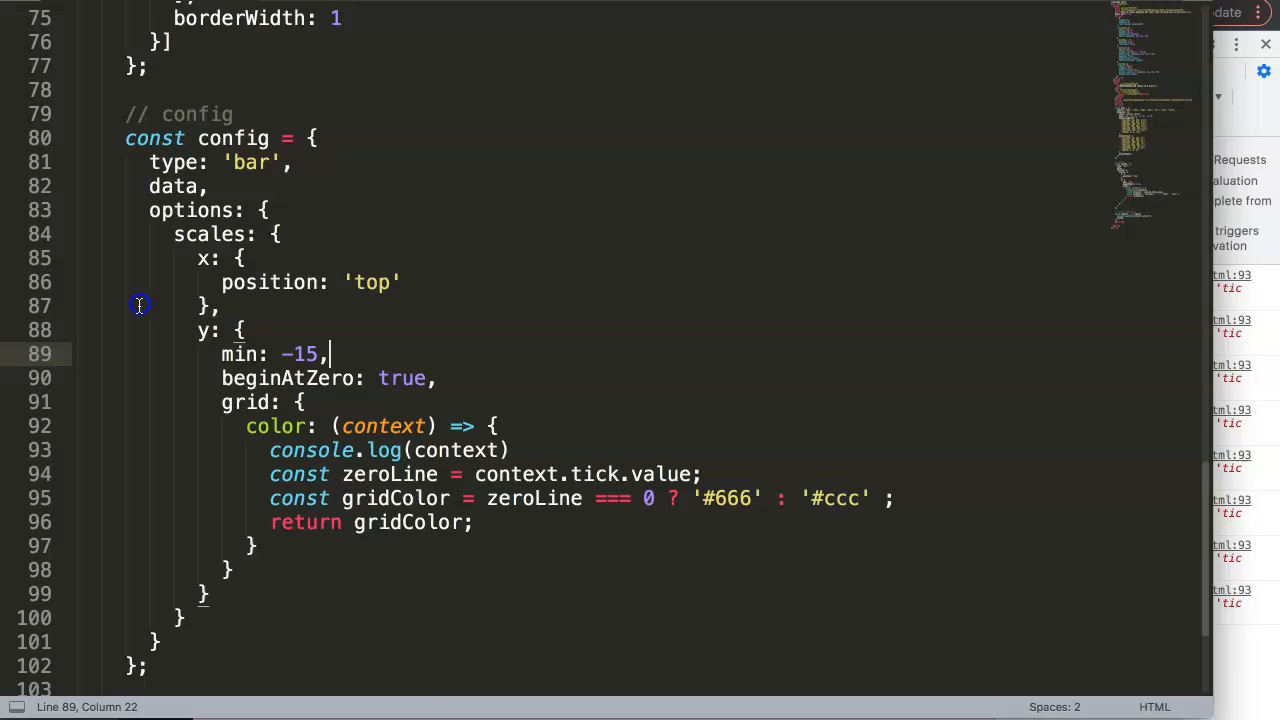 75 borderWidth: 1
76 }]
77 };
78
79 // config
80 const config = {
81 type: 'bar',
82 data,
83 options: {
84 scales: {
85 x: {
86 position: 'top'
87 },
88 y: {
89 min: -15,
90 beginAtZero: true,
91 grid: {
92 color: (context) => {
93 console.log(context)
94 const zeroLine = context.tick.value;
95 const gridColor = zeroLine === 0 ? '#666' : '#ccc' ;
96 return gridColor;
97 }
98 }
99 }
100 }
101 }
102 };
103
Line 89, Column 22 Spaces: 2 HTML
date
Requests
aluation
plete from
triggers
vation
tml:93
'tic
tml:93
'tic
tml:93
'tic
tml:93
'tic
tml:93
'tic
tml:93
'tic
tml:93
'tic
tml:93
'tic